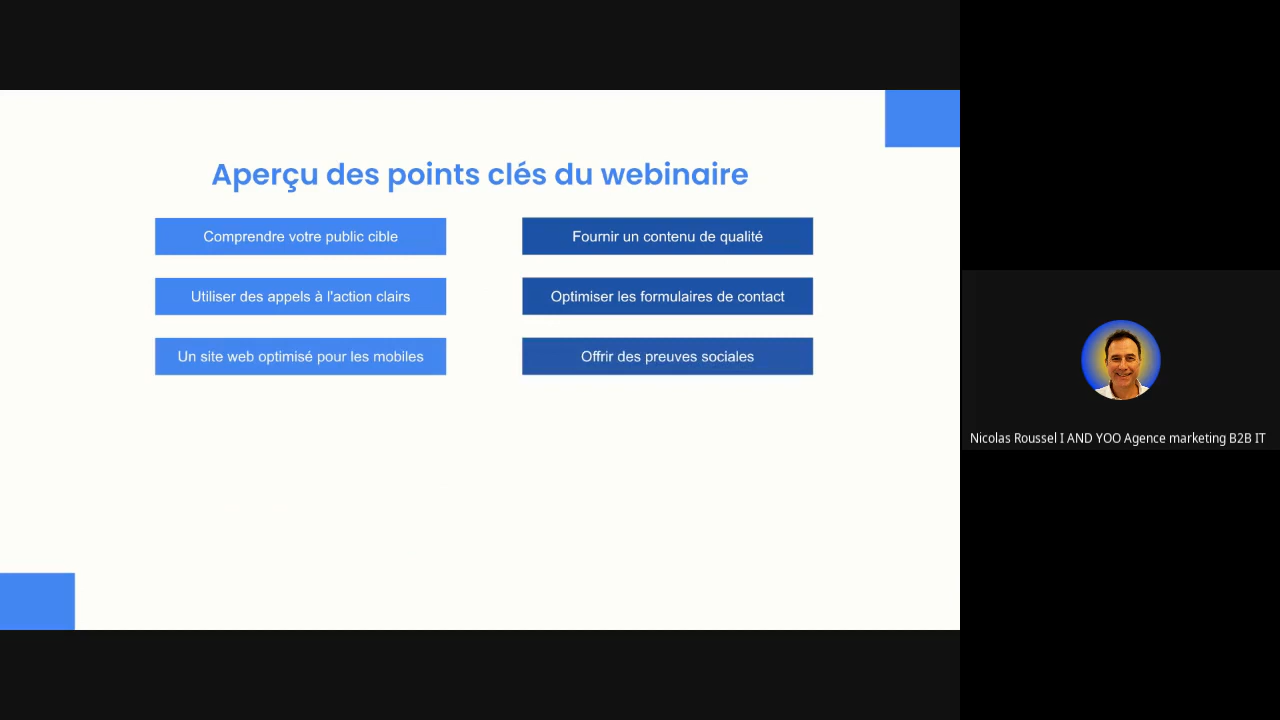 Aperçu des points clés du webinaire
Comprendre votre public cible
Fournir un contenu de qualité
Utiliser des appels à l'action clairs
Optimiser les formulaires de contact
Un site web optimisé pour les mobiles
Offrir des preuves sociales
Nicolas Roussel I AND YOO Agence marketing B2B IT